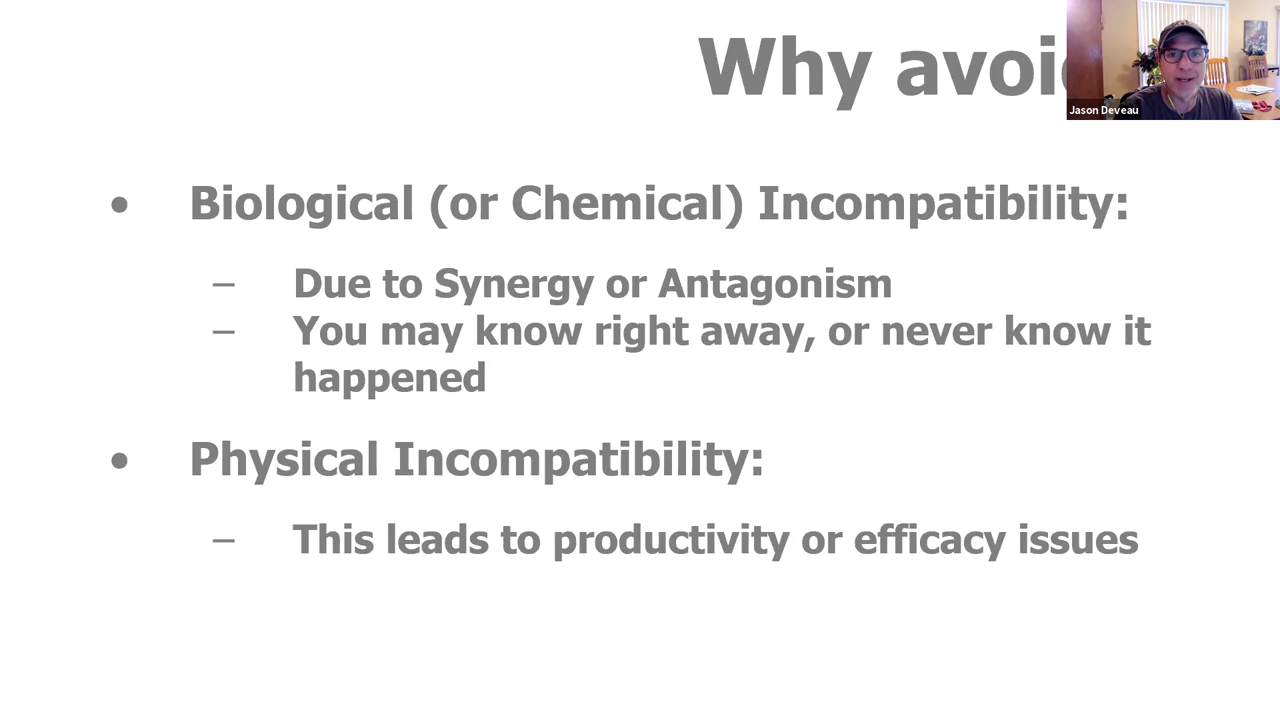 Why avoi
Jason Deveau
• Biological (or Chemical) Incompatibility:
– Due to Synergy or Antagonism
– You may know right away, or never know it
happened
• Physical Incompatibility:
– This leads to productivity or efficacy issues